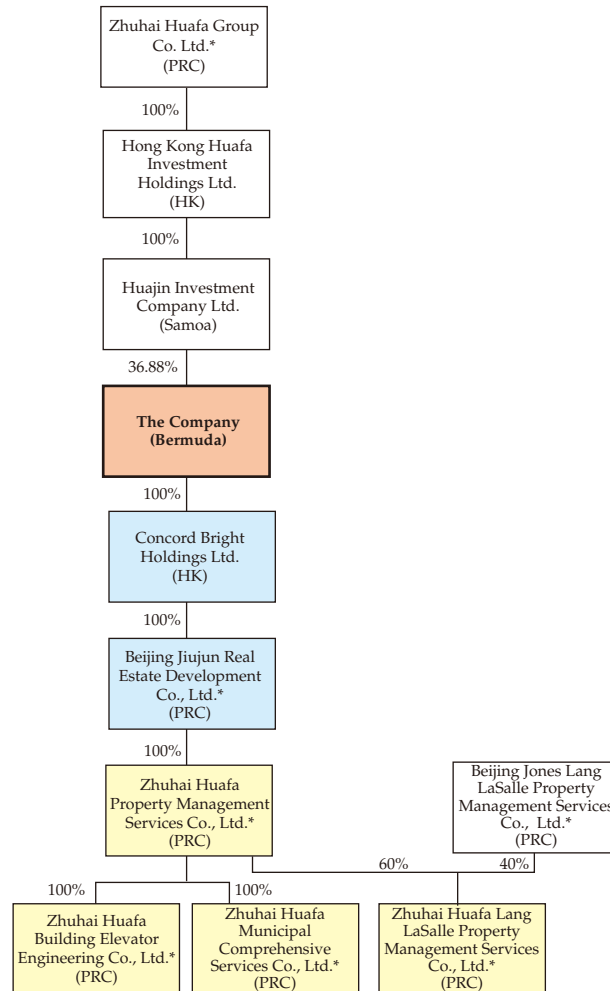 Zhuhai Huafa Group
Co. Ltd.*
(PRC)
100%
Hong Kong Huafa
Investment
Holdings Ltd.
(HK)
100%
Huajin Investment
Company Ltd.
(Samoa)
36.88%
The Company
(Bermuda)
100%
Concord Bright
Holdings Ltd.
(HK)
100%
Beijing Jiujun Real
Estate Development
Co., Ltd.*
(PRC)
100%
Zhuhai Huafa
Property Management
Services Co., Ltd.*
(PRC)
Beijing Jones Lang
LaSalle Property
Management Services
Co., Ltd.*
(PRC)
60%
40%
100%
100%
Zhuhai Huafa
Building Elevator
Engineering Co., Ltd.*
(PRC)
Zhuhai Huafa
Municipal
Comprehensive
Services Co., Ltd.*
(PRC)
Zhuhai Huafa Lang
LaSalle Property
Management Services
Co., Ltd.*
(PRC)